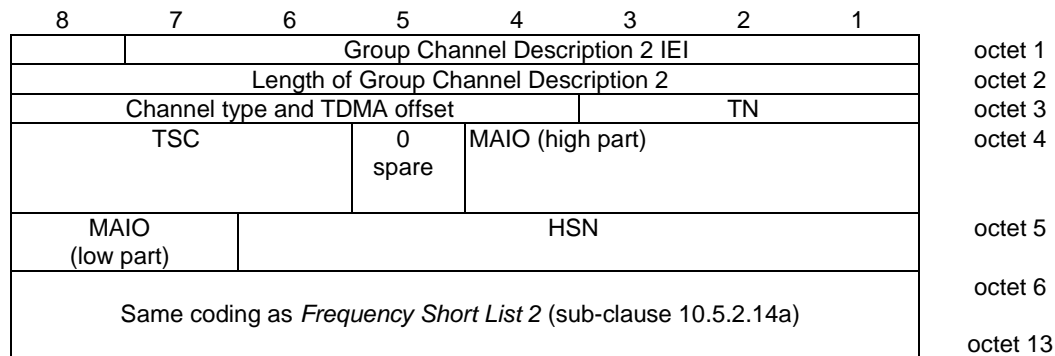 8 7 6 5 4 3 2 1
Group Channel Description 2 IEI octet 1
Length of Group Channel Description 2 octet 2
Channel type and TDMA offset TN octet 3
TSC 0 MAIO (high part) octet 4
spare
MAIO HSN octet 5
(low part)
octet 6
Same coding as Frequency Short List 2 (sub-clause 10.5.2.14a)
octet 13